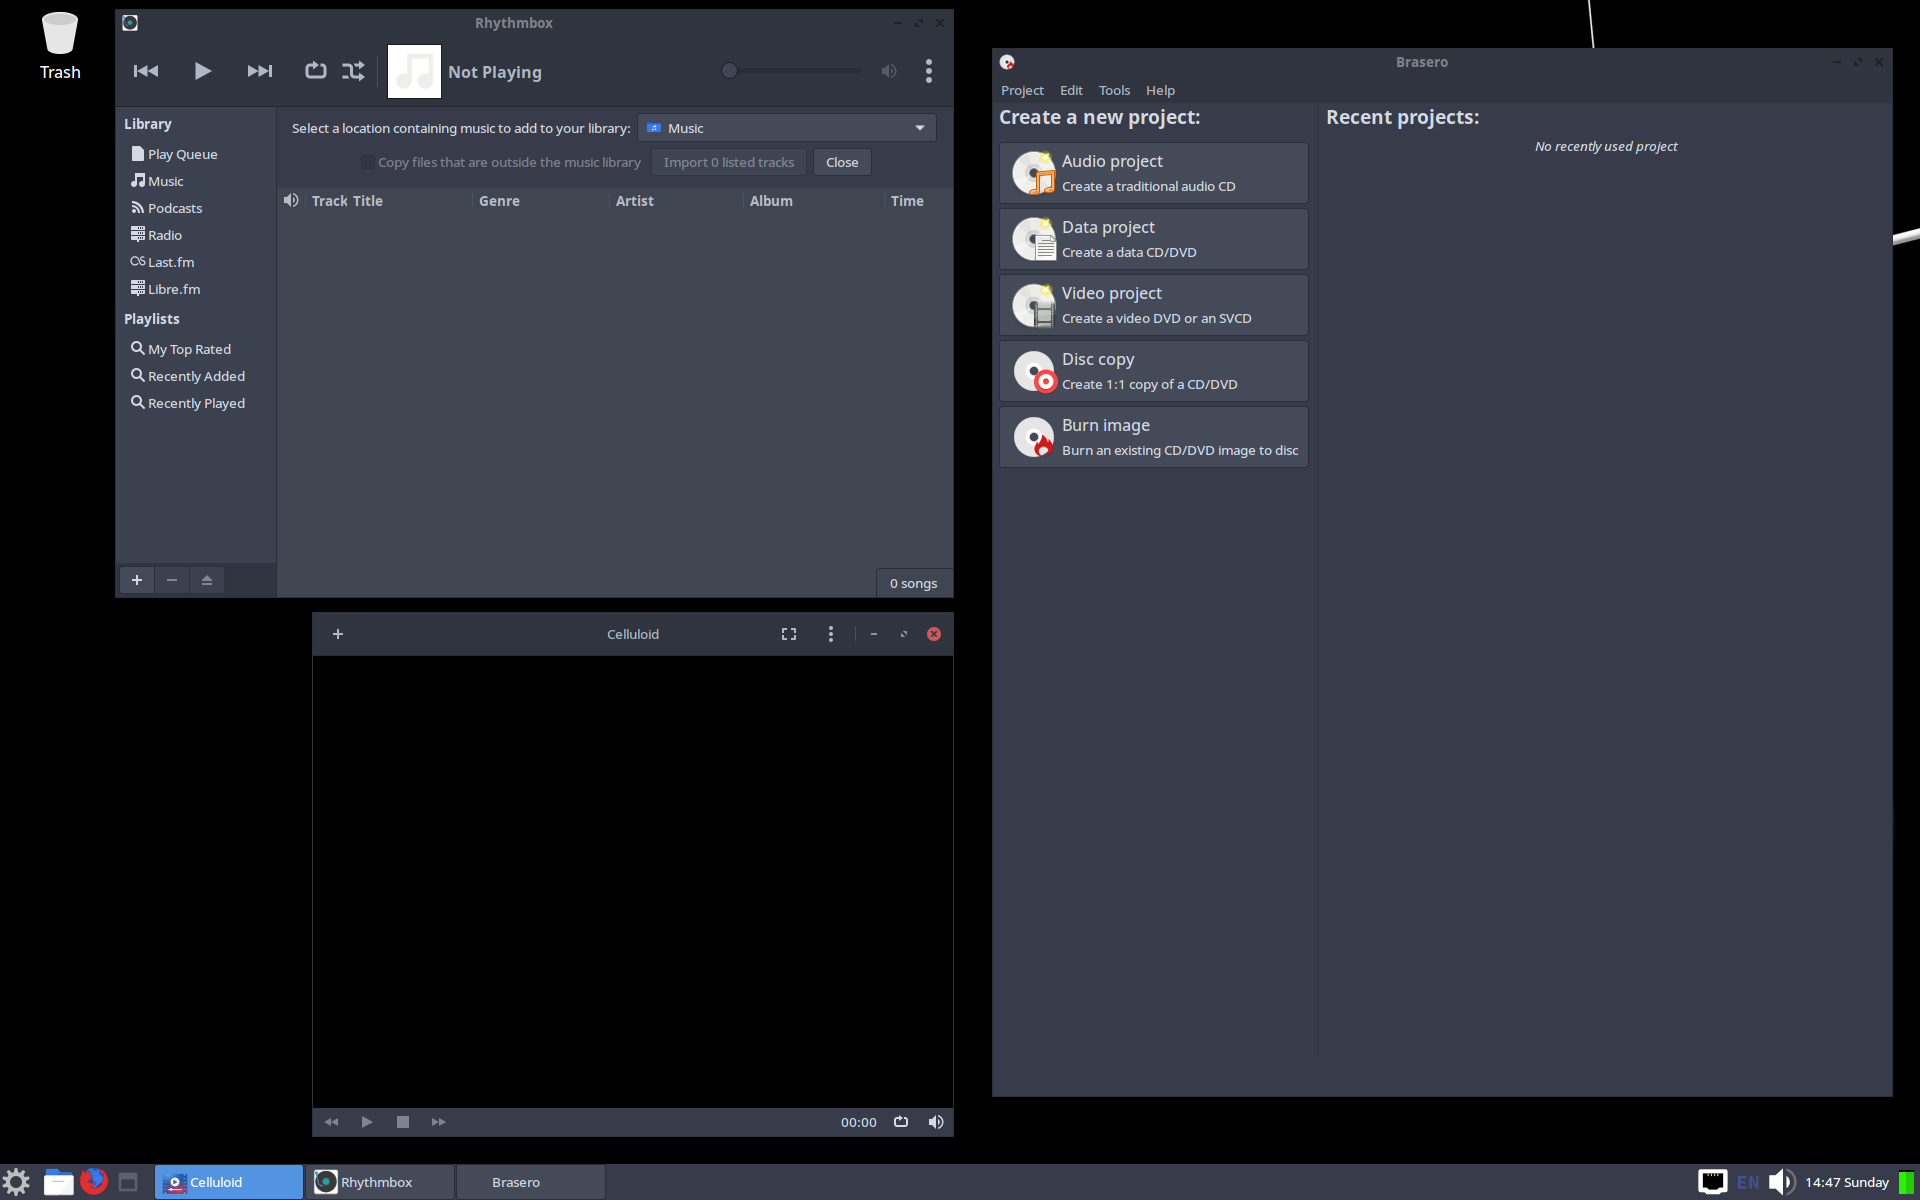 Trash
Rhythmbox
Not Playing
Library
Play Queue
Music
Podcasts
Radio
Last.fm
Libre.fm
Playlists
My Top Rated
Recently Added
Recently Played
Select a location containing music to add to your library: Music
Copy files that are outside the music library Import 0 listed tracks Close
Track Title Genre Artist Album Time
0 songs
Celluloid
00:00
Brasero
Project Edit Tools Help
Create a new project:
Audio project
Create a traditional audio CD
Data project
Create a data CD/DVD
Video project
Create a video DVD or an SVCD
Disc copy
Create 1:1 copy of a CD/DVD
Burn image
Burn an existing CD/DVD image to disc
Recent projects:
No recently used project
Celluloid Rhythmbox Brasero EN 14:47 Sunday